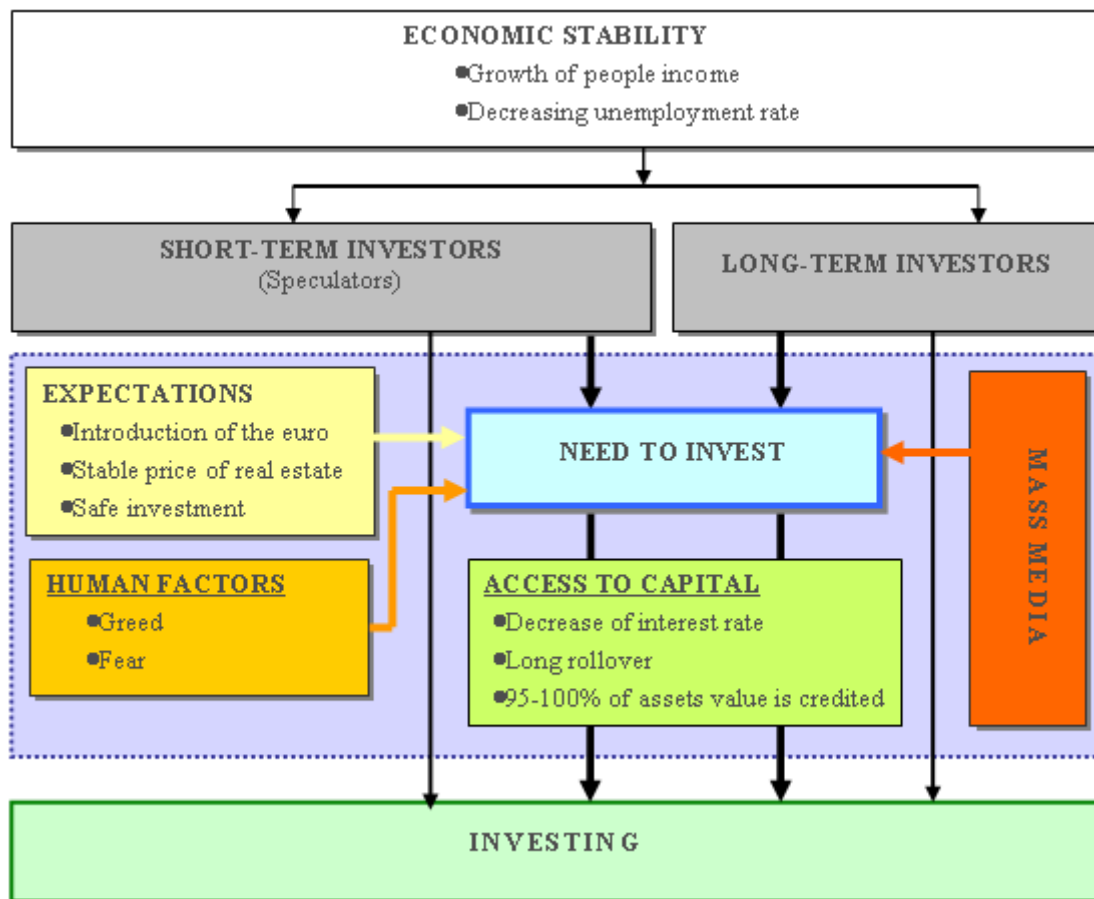 ECONOMIC STABILITY
●Growth of people income
●Decreasing unemployment rate
SHORT-TERM INVESTORS
(Speculators)
LONG-TERM INVESTORS
EXPECTATIONS
●Introduction of the euro
●Stable price of real estate
●Safe investment
NEED TO INVEST
MASS MEDIA
HUMAN FACTORS
●Greed
●Fear
ACCESS TO CAPITAL
●Decrease of interest rate
●Long rollover
●95-100% of assets value is credited
INVESTING